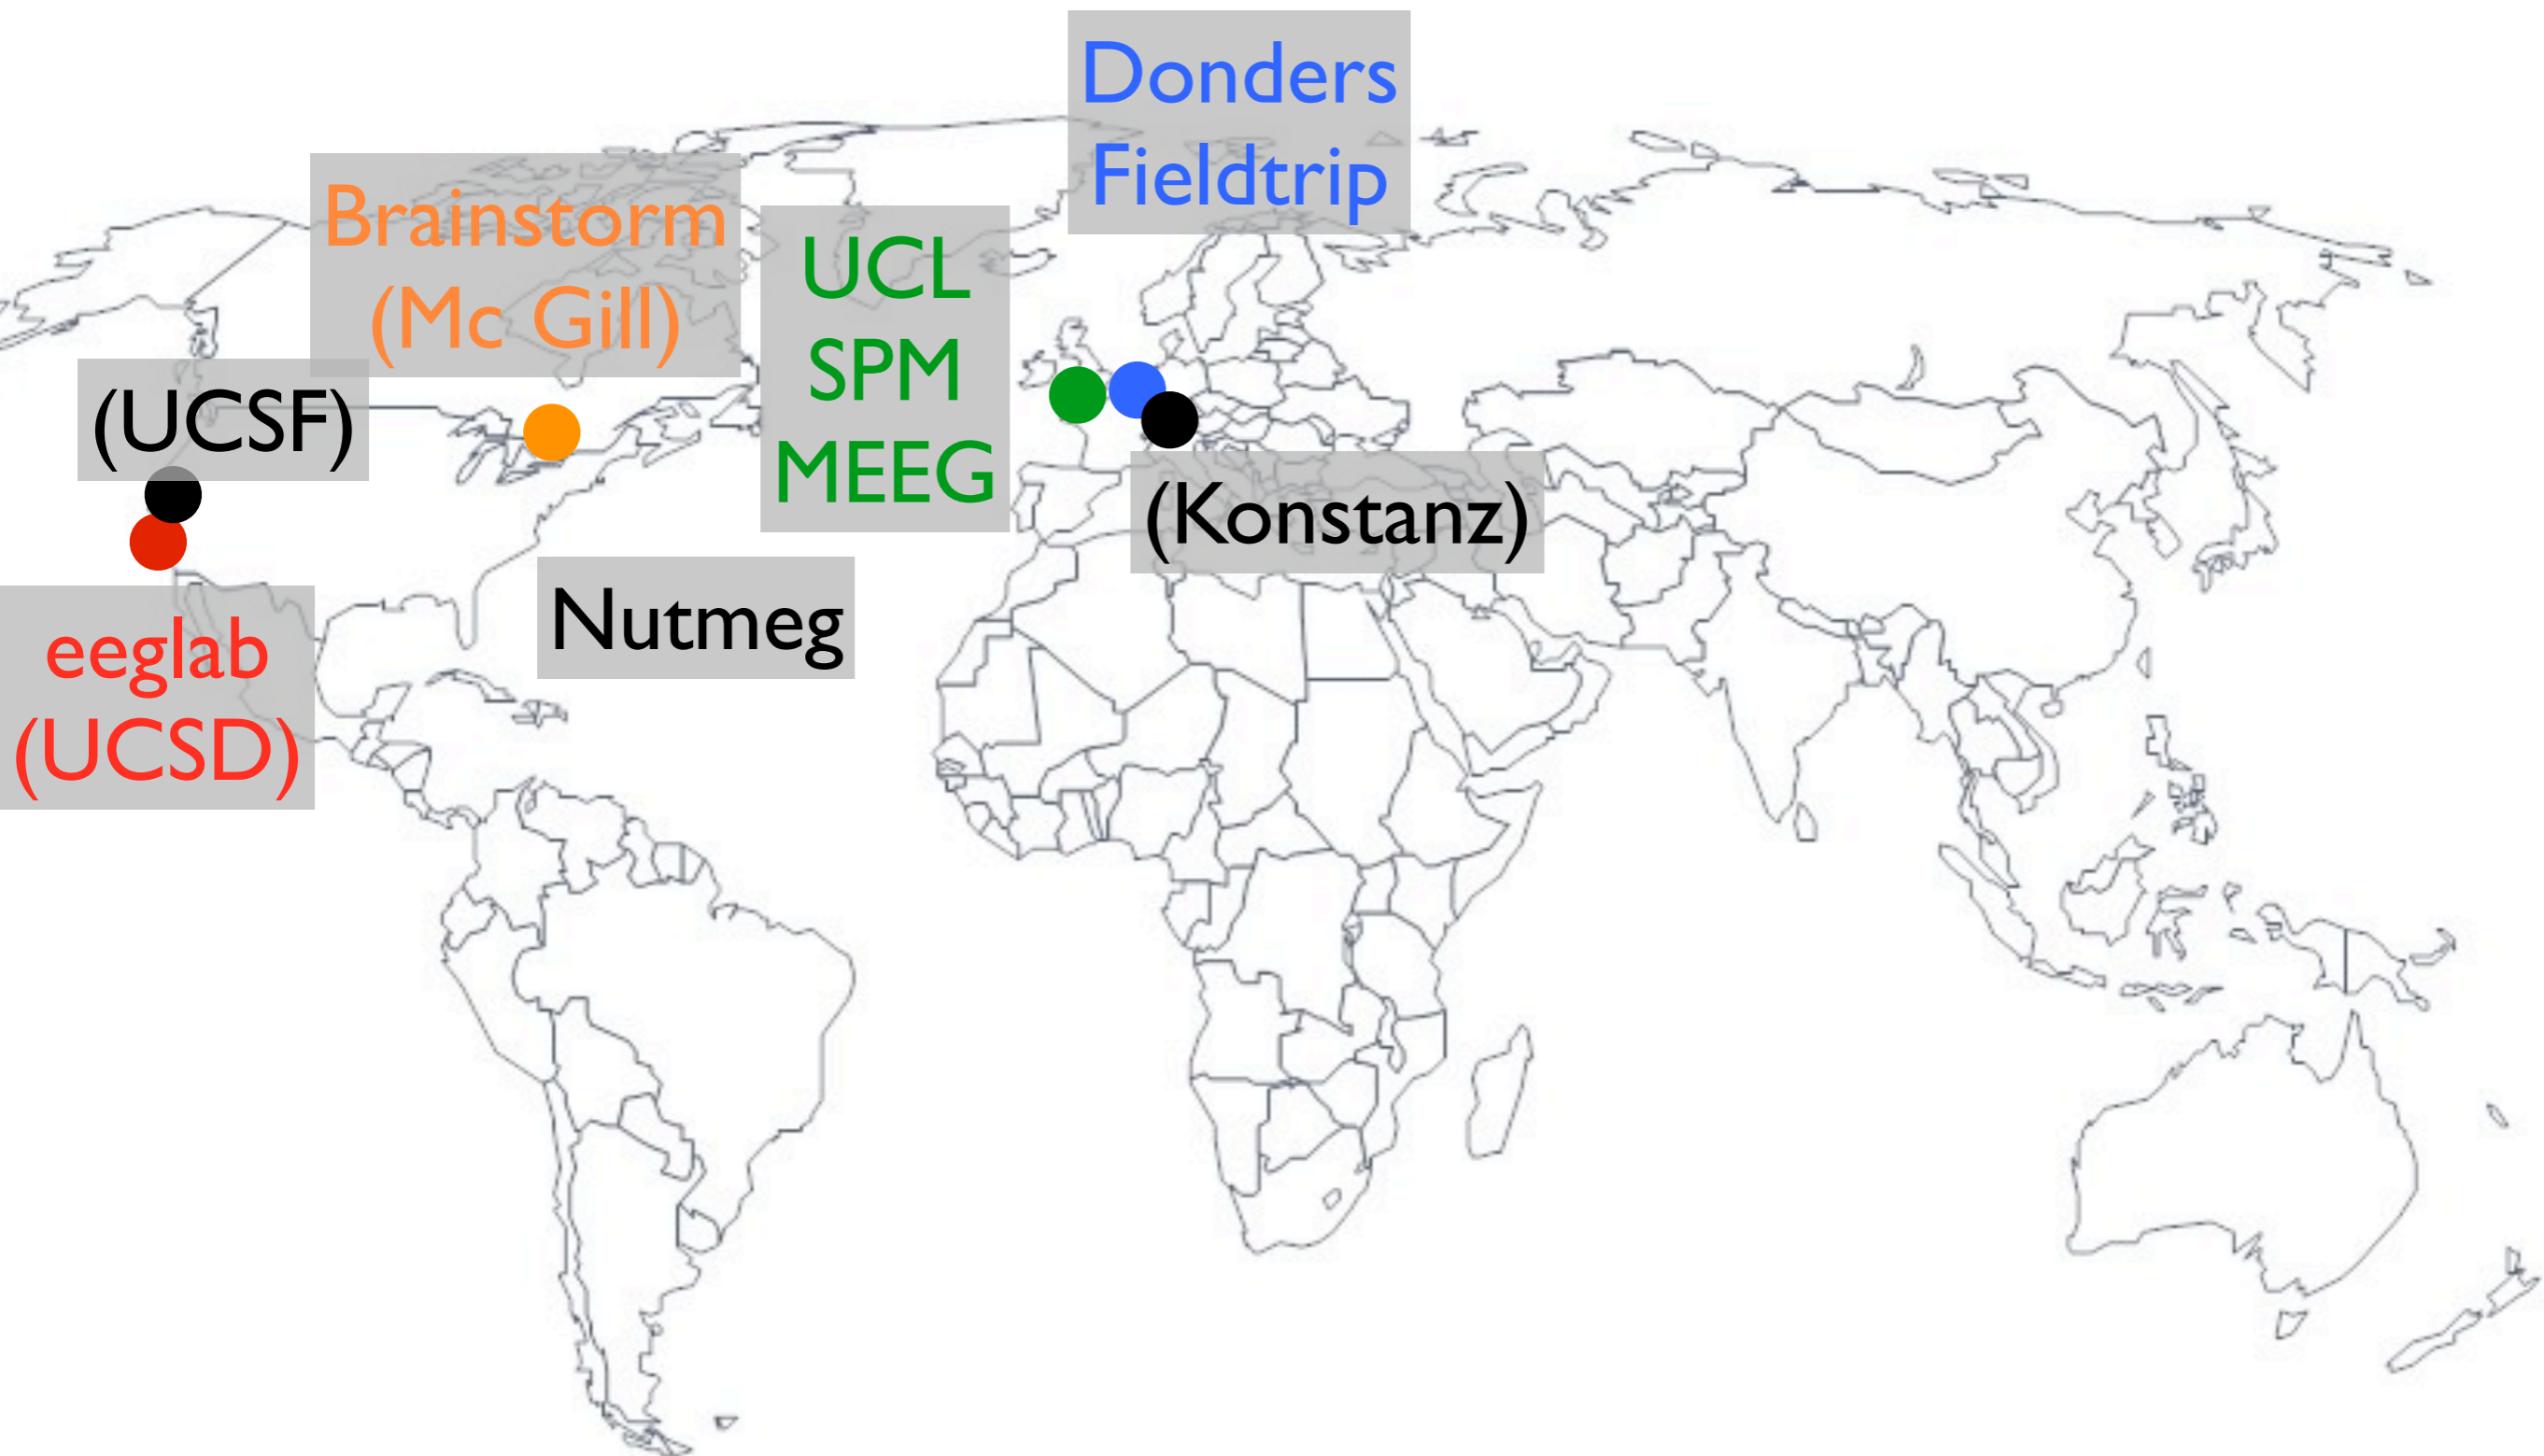 Donders
Fieldtrip
Brainstorm
(Mc Gill)
UCL
SPM
MEEG
(UCSF)
(Konstanz)
Nutmeg
eeglab
(UCSD)